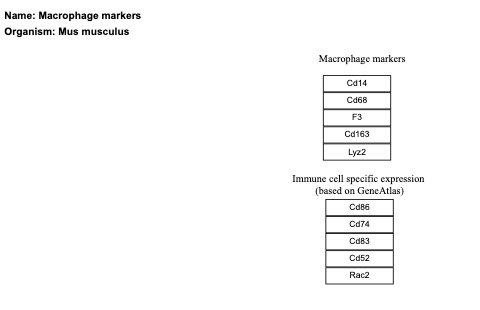 Name: Macrophage markers
Organism: Mus musculus
Macrophage markers
Cd14
Cd68
F3
Cd163
Lyz2
Immune cell specific expression
(based on GeneAtlas)
Cd86
Cd74
Cd83
Cd52
Rac2